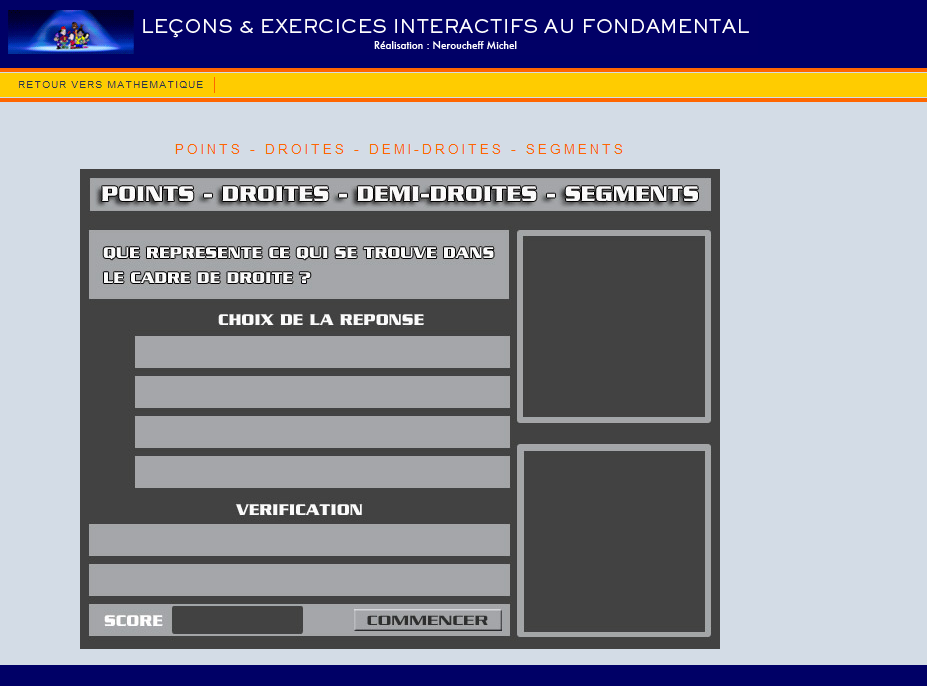 LEÇONS & EXERCICES INTERACTIFS AU FONDAMENTAL
Réalisation : Neroucheff Michel
RETOUR VERS MATHEMATIQUE
POINTS - DROITES - DEMI-DROITES - SEGMENTS
POINTS - DROITES - DEMI-DROITES - SEGMENTS
QUE REPRESENTE CE QUI SE TROUVE DANS
LE CADRE DE DROITE ?
CHOIX DE LA REPONSE
VERIFICATION
SCORE
COMMENCER